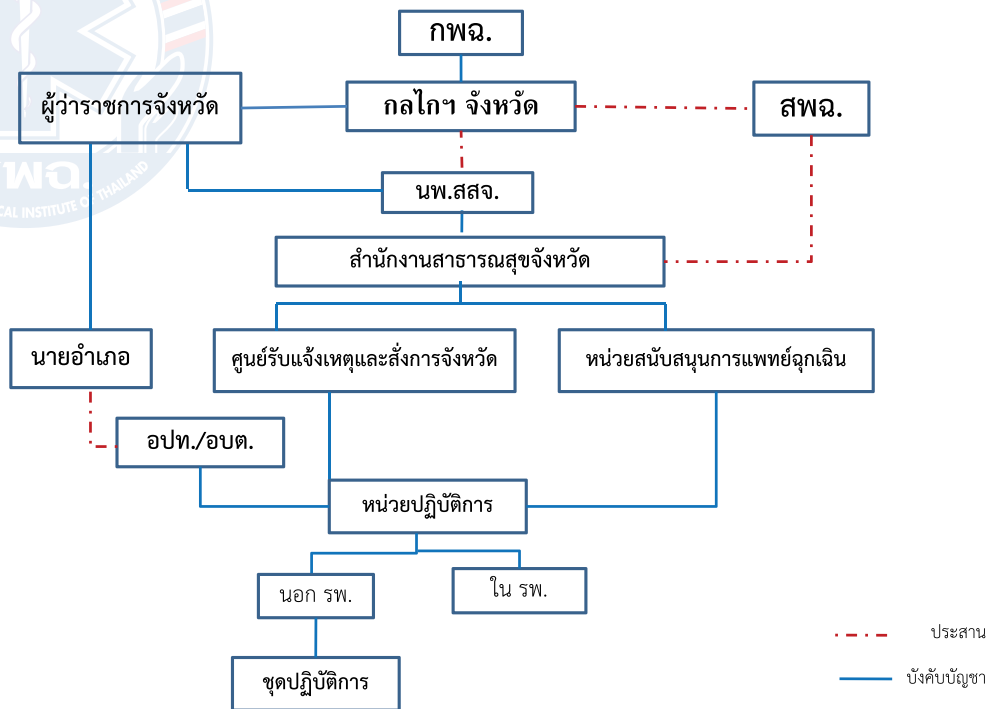 กพฉ.
ผู้ว่าราชการจังหวัด
กลไกฯ จังหวัด
สพฉ.
พฉ.
CAL INSTITUTE OF THAILAND
นพ.สสจ.
สำนักงานสาธารณสุขจังหวัด
นายอำเภอ
ศูนย์รับแจ้งเหตุและสั่งการจังหวัด
หน่วยสนับสนุนการแพทย์ฉุกเฉิน
อปท./อบต.
หน่วยปฏิบัติการ
นอก รพ.
ใน รพ.
ชุดปฏิบัติการ
ประสาน
บังคับบัญชา